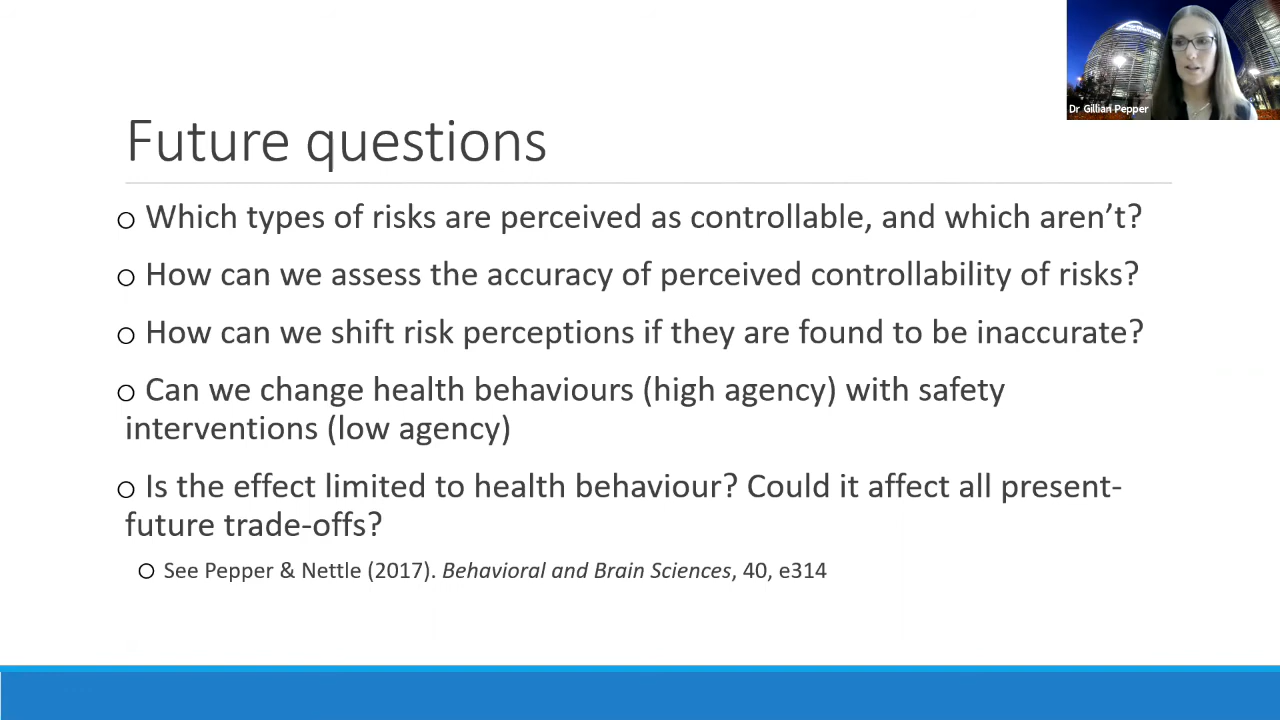 Dr Gillian Pepper
Future questions
o Which types of risks are perceived as controllable, and which aren’t?
o How can we assess the accuracy of perceived controllability of risks?
o How can we shift risk perceptions if they are found to be inaccurate?
o Can we change health behaviours (high agency) with safety
interventions (low agency)
o Is the effect limited to health behaviour? Could it affect all present-
future trade-offs?
o See Pepper & Nettle (2017). Behavioral and Brain Sciences, 40, e314